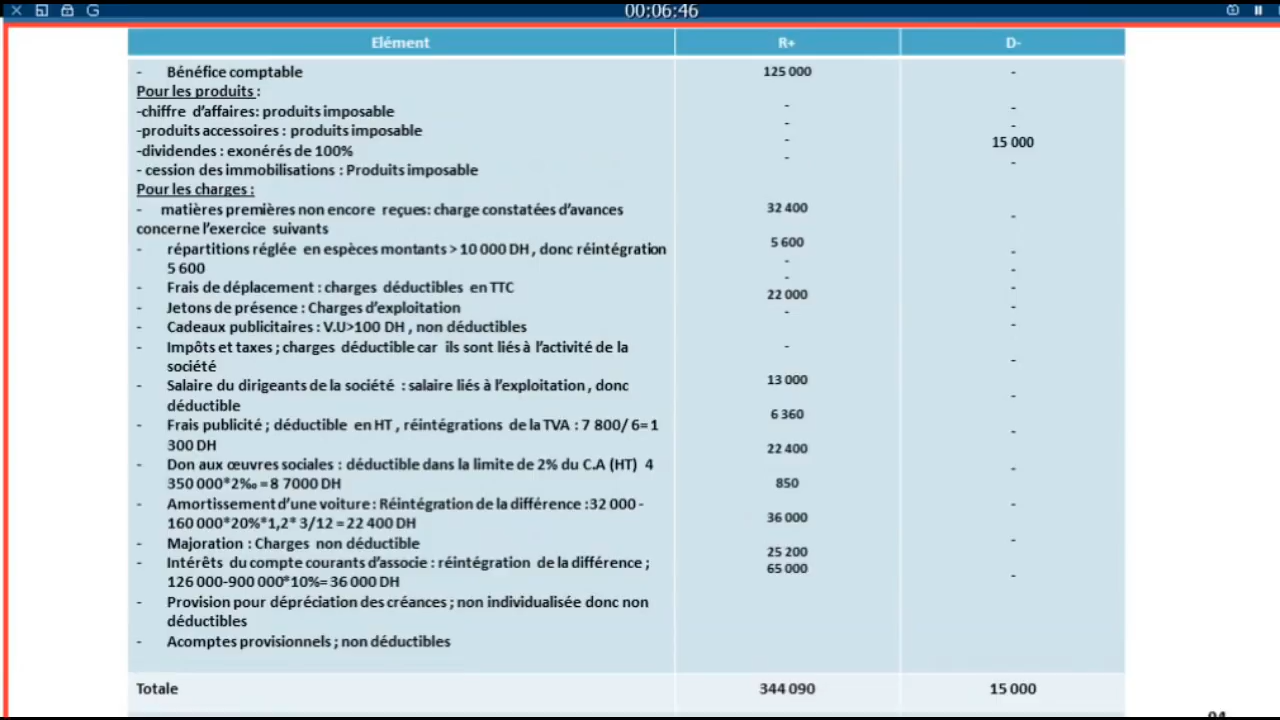 00:06:46
Elément R+ D-
- Bénéfice comptable 125 000 -
Pour les produits :
-chiffre d'affaires: produits imposable - -
-produits accessoires : produits imposable - -
-dividendes : exonérés de 100% - 15 000
- cession des immobilisations : Produits imposable - -
Pour les charges :
- matières premières non encore reçues: charge constatées d'avances 32 400 -
concerne l'exercice suivants
- répartitions réglée en espèces montants > 10 000 DH , donc réintégration 5 600 -
5 600 - -
- Frais de déplacement : charges déductibles en TTC - -
- Jetons de présence : Charges d'exploitation 22 000 -
- Cadeaux publicitaires : V.U>100 DH , non déductibles - -
- Impôts et taxes ; charges déductible car ils sont liés à l'activité de la - -
société
- Salaire du dirigeants de la société : salaire liés à l'exploitation , donc 13 000 -
déductible
- Frais publicité ; déductible en HT , réintégrations de la TVA : 7 800/ 6= 1 6 360 -
300 DH
- Don aux œuvres sociales : déductible dans la limite de 2% du C.A (HT) 4 22 400 -
350 000*2‰ = 8 7000 DH 850
- Amortissement d'une voiture : Réintégration de la différence :32 000 - -
160 000*20%*1,2* 3/12 = 22 400 DH 36 000
- Majoration : Charges non déductible -
- Intérêts du compte courants d'associe : réintégration de la différence ; 25 200
126 000-900 000*10%= 36 000 DH 65 000 -
- Provision pour dépréciation des créances ; non individualisée donc non
déductibles
- Acomptes provisionnels ; non déductibles
Totale 344 090 15 000